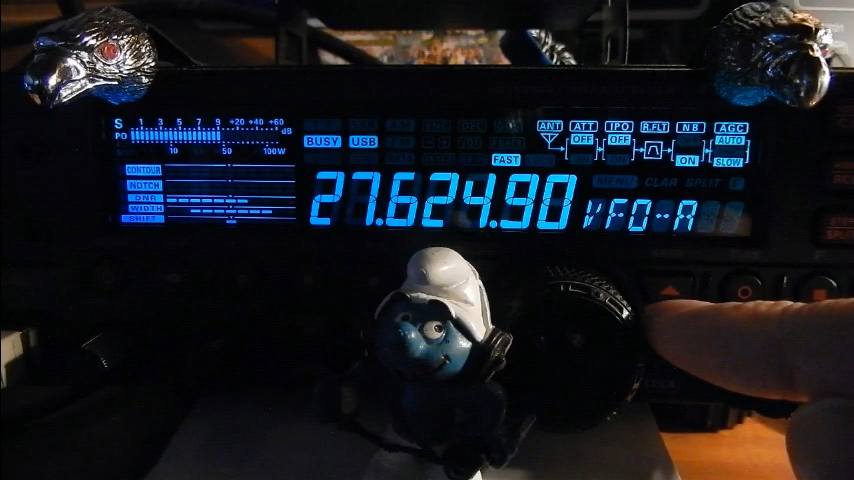 S 1 3 5 7 9 +20 +40 +60 dB
PO 10 50 100W
BUSY USB
FAST
ANT ATT IPO R.FLT NB AGC
OFF OFF AUTO
ON SLOW
CONTOUR
NOTCH
DNR
WIDTH
SHIFT
MENU CLAR SPLIT
27.624.90 VFO-A
LOCK